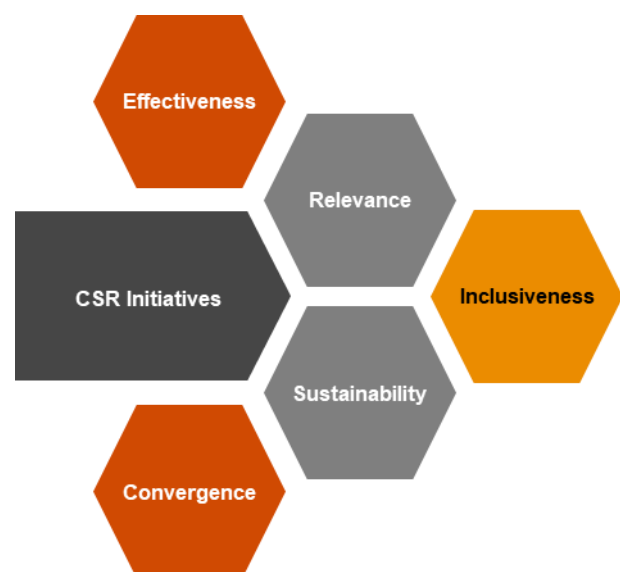 Effectiveness
Relevance
CSR Initiatives
Inclusiveness
Sustainability
Convergence